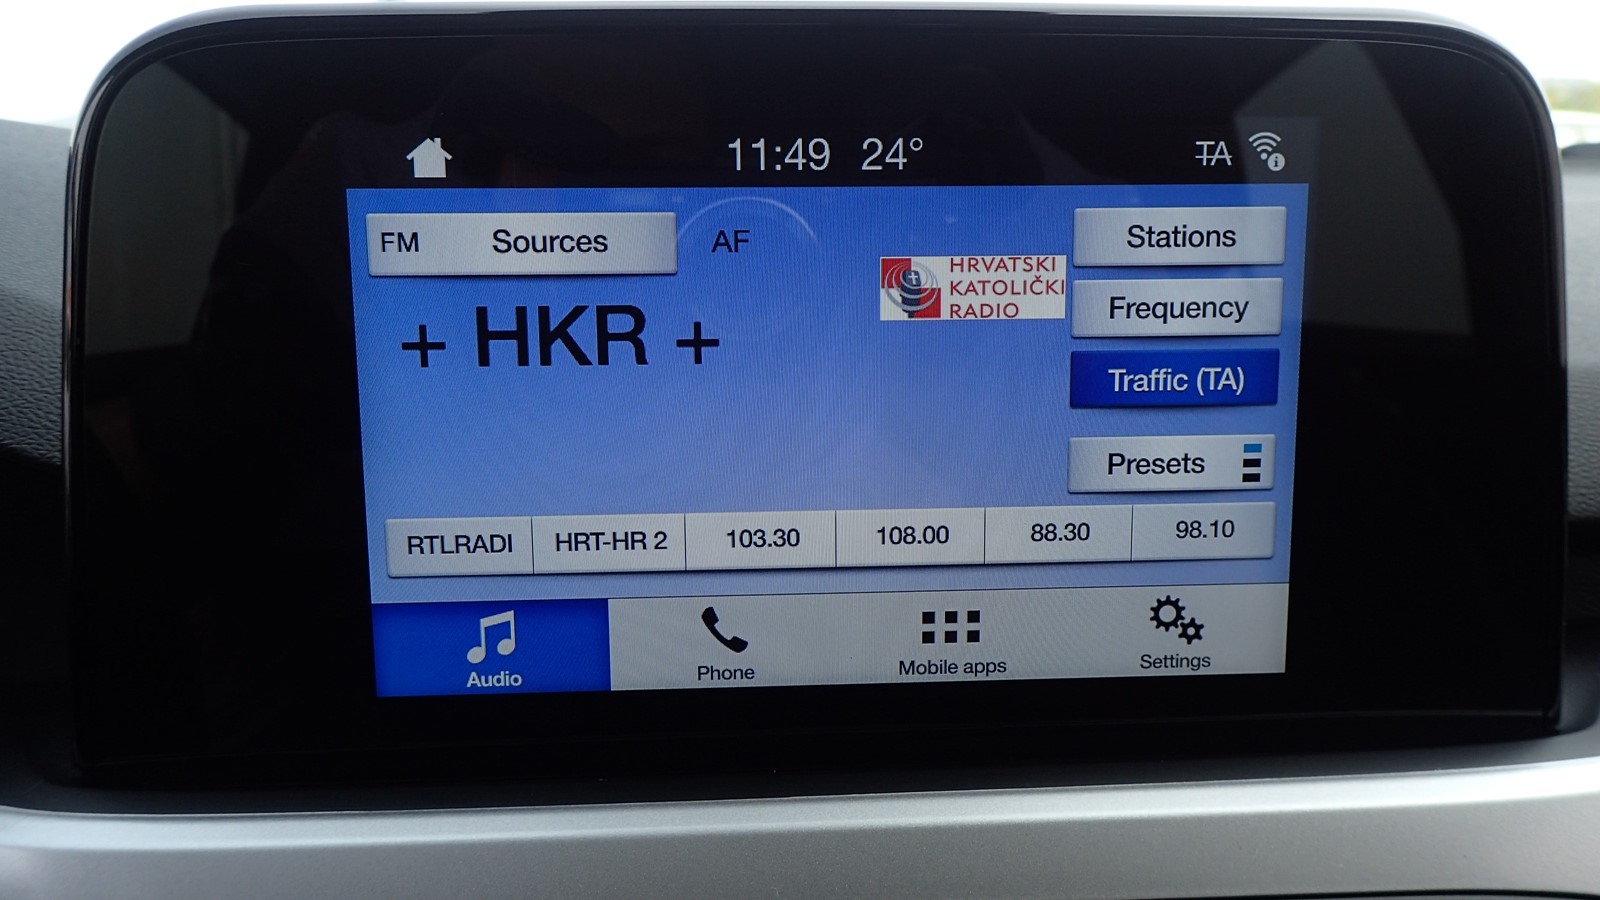 11:49 24° TA
FM Sources
AF
Stations
HRVATSKI
KATOLIČKI
RADIO
Frequency
+ HKR +
Traffic (TA)
Presets
RTLRADI
HRT-HR 2
103.30
108.00
88.30
98.10
Audio
Phone
Mobile apps
Settings